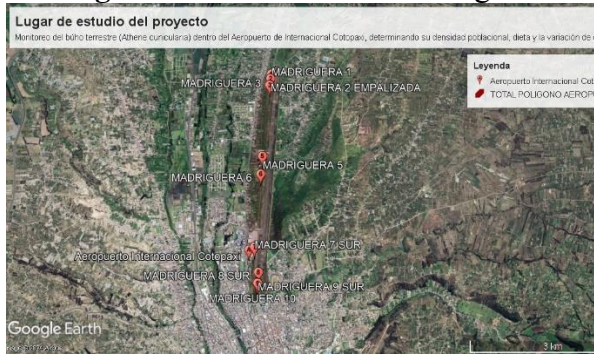 Lugar de estudio del proyecto
Monitoreo del búho terrestre (Athene cunicularia) dentro del Aeropuerto de Internacional Cotopaxi, determinando su densidad poblacional, dieta y la variación de
Leyenda
Aeropuerto Internacional Cot
TOTAL POLIGONO AEROP
MADRIGUERA 1
MADRIGUERA 3
MADRIGUERA 2 EMPALIZADA
MADRIGUERA 5
MADRIGUERA 6
MADRIGUERA 7 SUR
Aeropuerto Internacional Cotopaxi
MADRIGUERA 8 SUR
MADRIGUERA 9 SUR
MADRIGUERA 10
Google Earth
3 km